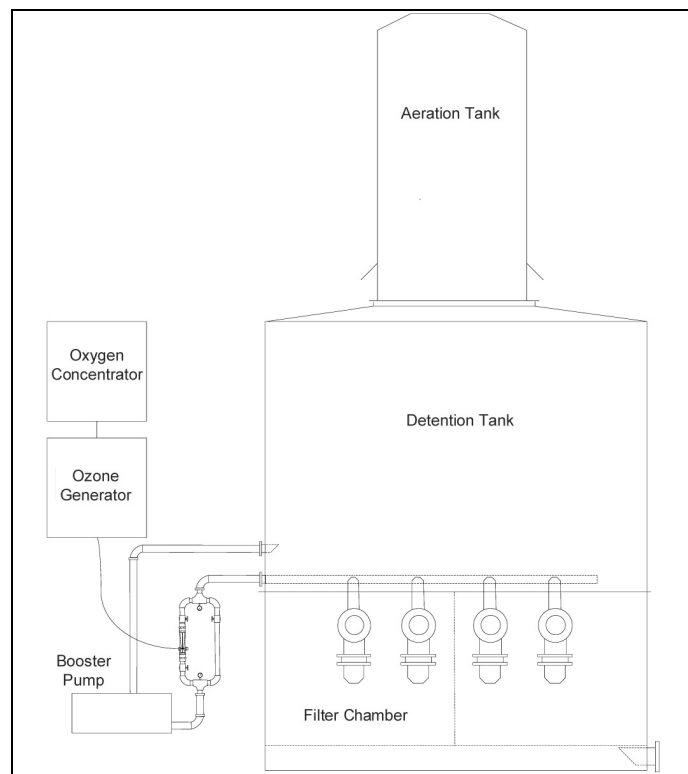 Aeration Tank
Oxygen
Concentrator
Detention Tank
Ozone
Generator
Booster
Pump
Filter Chamber